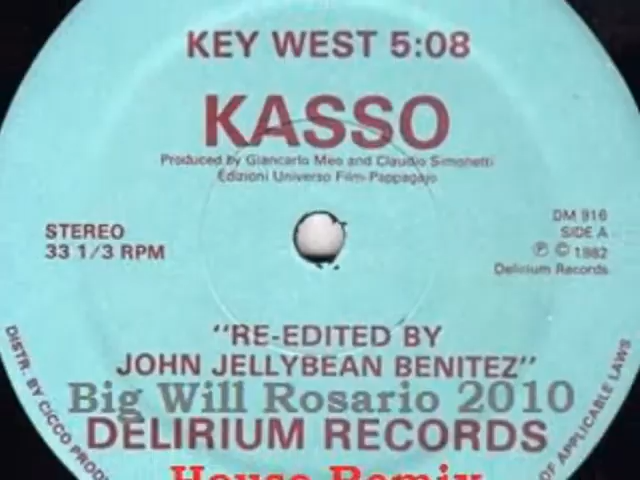 KEY WEST 5:08
KASSO
Produced by Giancarlo Meo and Claudio Simonetti
Edizioni Universo Film-Pappagajo
STEREO
33 1/3 RPM
DM 916
SIDE A
Ⓟ © 1982
Delirium Records
"RE-EDITED BY
JOHN JELLYBEAN BENITEZ"
Big Will Rosario 2010
DELIRIUM RECORDS
House Remix
DISTR. BY CICCO PROD
OF APPLICABLE LAWS